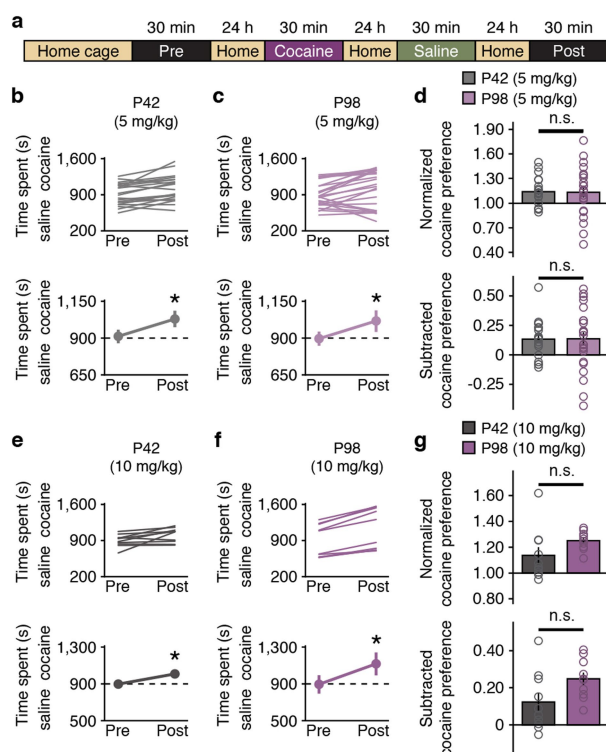 a
30 min 24 h 30 min 24 h 30 min 24 h 30 min
Home cage Pre Home Cocaine Home Saline Home Post
b
P42
(5 mg/kg)
Time spent (s)
saline cocaine
1,600
900
200
Pre Post
Time spent (s)
saline cocaine
1,150
900
650
*
Pre Post
c
P98
(5 mg/kg)
Time spent (s)
saline cocaine
1,600
900
200
Pre Post
Time spent (s)
saline cocaine
1,150
900
650
*
Pre Post
d
P42 (5 mg/kg)
P98 (5 mg/kg)
n.s.
Normalized
cocaine preference
1.90
1.60
1.30
1.00
0.70
0.40
n.s.
Subtracted
cocaine preference
0.50
0.25
0
-0.25
e
P42
(10 mg/kg)
Time spent (s)
saline cocaine
1,600
900
200
Pre Post
Time spent (s)
saline cocaine
1,300
900
500
*
Pre Post
f
P98
(10 mg/kg)
Time spent (s)
saline cocaine
1,600
900
200
Pre Post
Time spent (s)
saline cocaine
1,300
900
500
*
Pre Post
g
P42 (10 mg/kg)
P98 (10 mg/kg)
n.s.
Normalized
cocaine preference
1.60
1.40
1.20
1.00
0.80
n.s.
Subtracted
cocaine preference
0.40
0.20
0